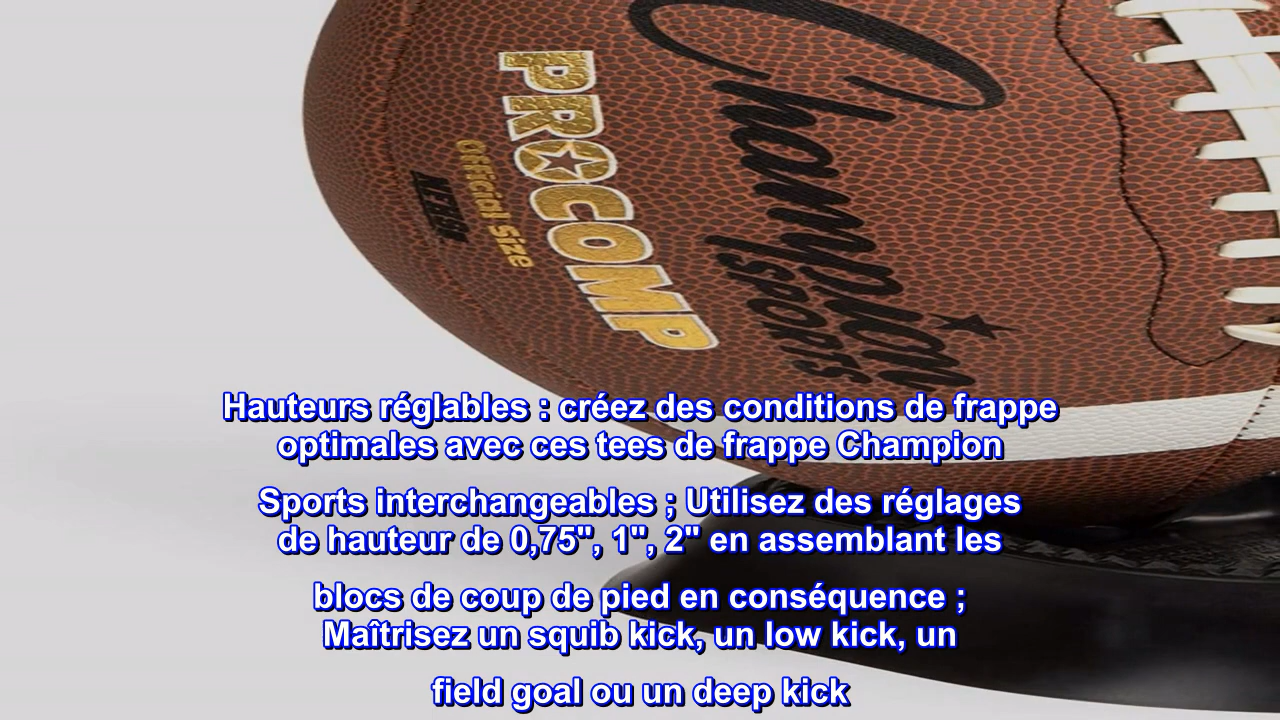 PROCOMP
Official Size
Champion
SPORTS
Hauteurs réglables : créez des conditions de frappe
optimales avec ces tees de frappe Champion
Sports interchangeables ; Utilisez des réglages
de hauteur de 0,75", 1", 2" en assemblant les
blocs de coup de pied en conséquence ;
Maîtrisez un squib kick, un low kick, un
field goal ou un deep kick